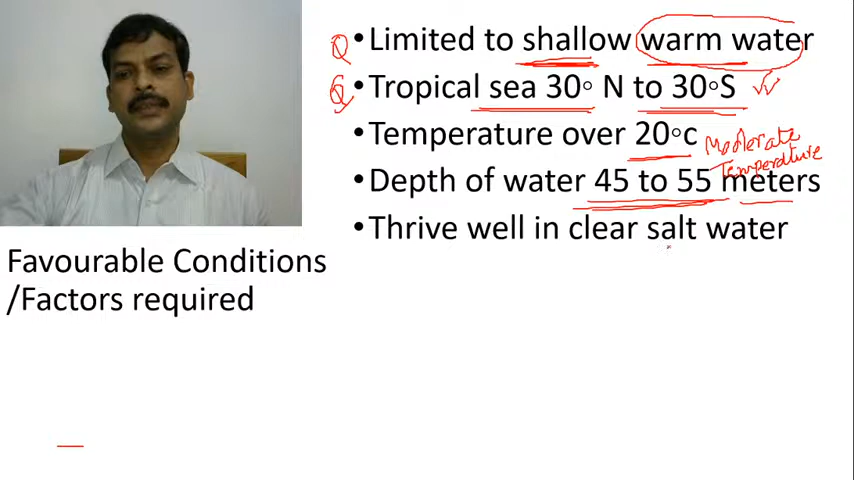 Q • Limited to shallow warm water
Q • Tropical sea 30° N to 30°S
• Temperature over 20°c Moderate Temperature
• Depth of water 45 to 55 meters
• Thrive well in clear salt water
Favourable Conditions
/Factors required